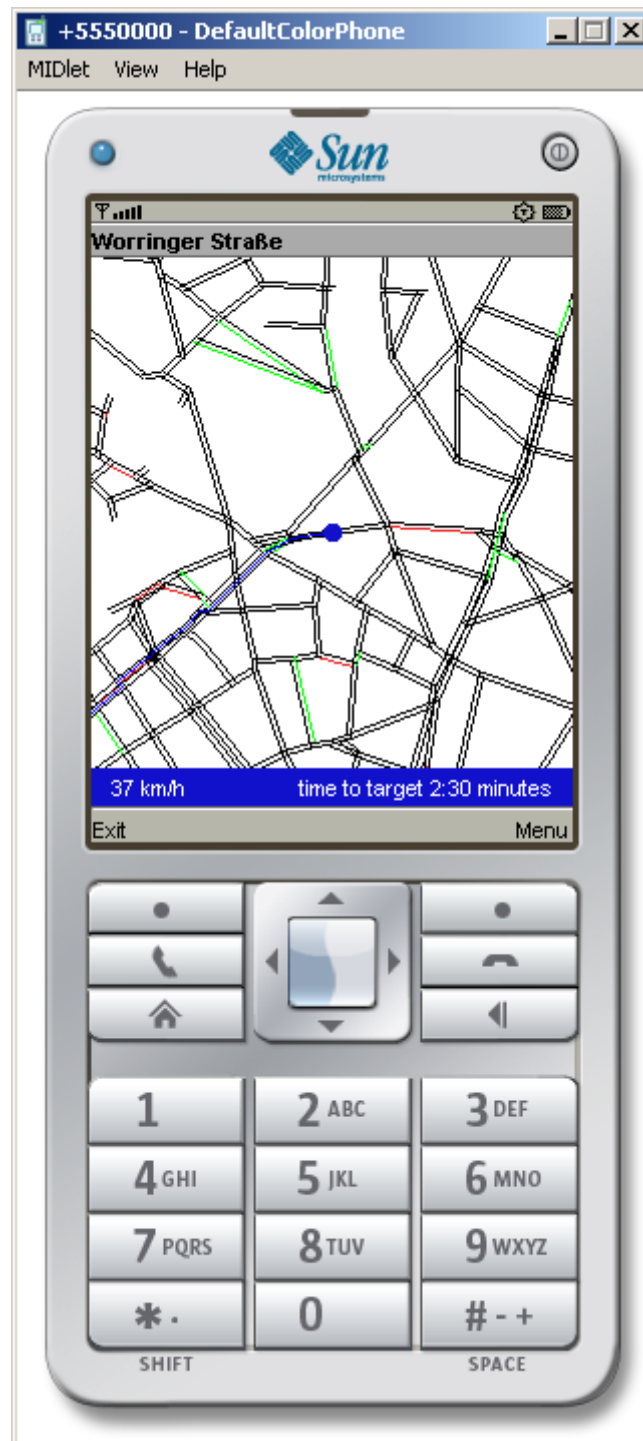 +5550000 - DefaultColorPhone
MIDlet View Help
Sun
microsystems
Worringer Straße
37 km/h time to target 2:30 minutes
Exit Menu
1 2 ABC 3 DEF
4 GHI 5 JKL 6 MNO
7 PQRS 8 TUV 9 WXYZ
* . 0 # - +
SHIFT SPACE